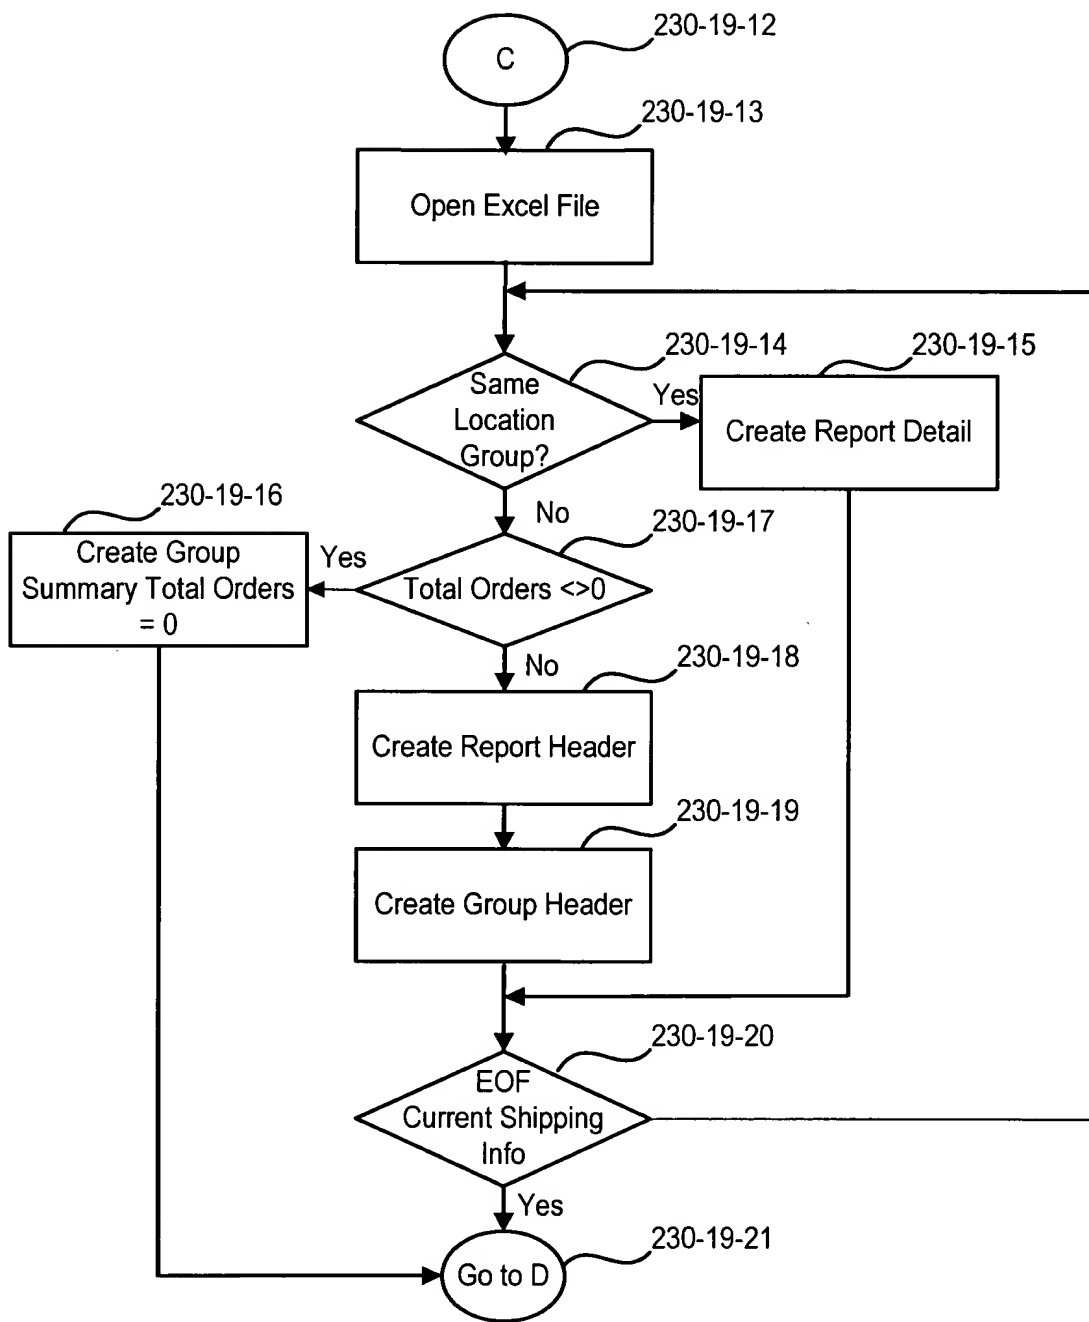 230-19-12
C
230-19-13
Open Excel File
230-19-14
230-19-15
Same
Location
Group?
Yes
Create Report Detail
230-19-16
No
230-19-17
Create Group
Summary Total Orders
= 0
Yes
Total Orders <>0
No
230-19-18
Create Report Header
230-19-19
Create Group Header
230-19-20
EOF
Current Shipping
Info
Yes
230-19-21
Go to D